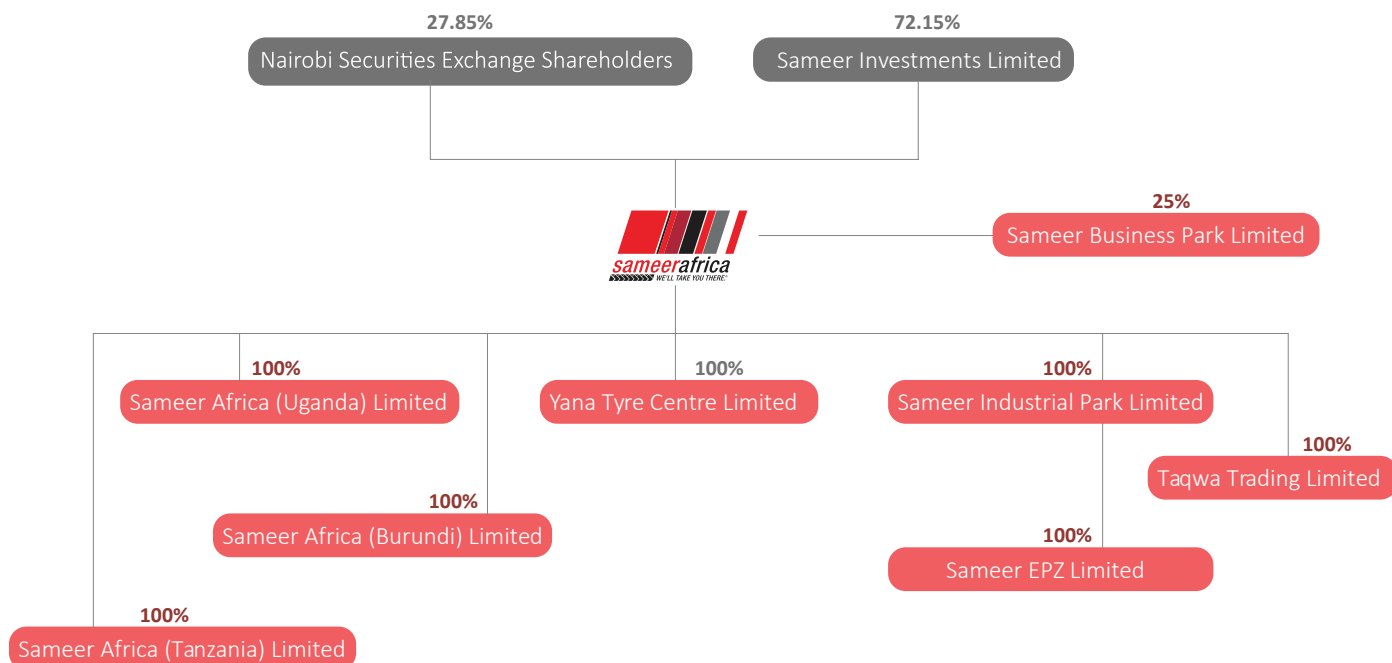 27.85%
72.15%
Nairobi Securities Exchange Shareholders
Sameer Investments Limited
sameerafrica
WE'LL TAKE YOU THERE!
25%
Sameer Business Park Limited
100%
Sameer Africa (Uganda) Limited
100%
Yana Tyre Centre Limited
100%
Sameer Industrial Park Limited
100%
Taqwa Trading Limited
100%
Sameer Africa (Burundi) Limited
100%
Sameer EPZ Limited
100%
Sameer Africa (Tanzania) Limited